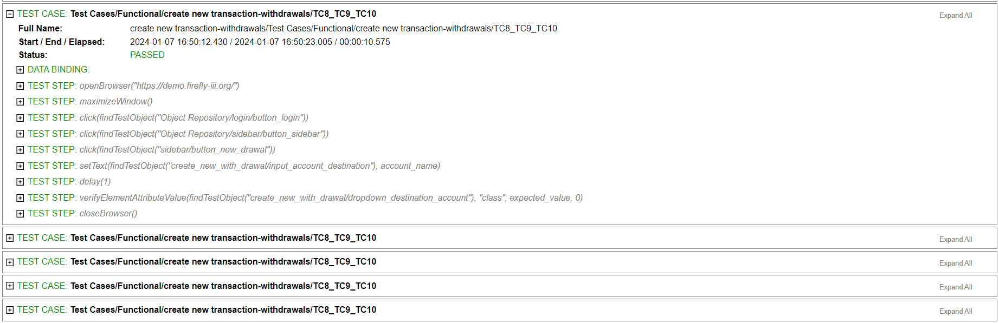 TEST CASE: Test Cases/Functional/create new transaction-withdrawals/TC8_TC9_TC10 Expand All
Full Name: create new transaction-withdrawals/Test Cases/Functional/create new transaction-withdrawals/TC8_TC9_TC10
Start / End / Elapsed: 2024-01-07 16:50:12.430 / 2024-01-07 16:50:23.005 / 00:00:10.575
Status: PASSED
DATA BINDING:
TEST STEP: openBrowser("https://demo.firefly-iii.org/")
TEST STEP: maximizeWindow()
TEST STEP: click(findTestObject("Object Repository/login/button_login"))
TEST STEP: click(findTestObject("Object Repository/sidebar/button_sidebar"))
TEST STEP: click(findTestObject("sidebar/button_new_drawal"))
TEST STEP: setText(findTestObject("create_new_with_drawal/input_account_destination"), account_name)
TEST STEP: delay(1)
TEST STEP: verifyElementAttributeValue(findTestObject("create_new_with_drawal/dropdown_destination_account"), "class", expected_value, 0)
TEST STEP: closeBrowser()
TEST CASE: Test Cases/Functional/create new transaction-withdrawals/TC8_TC9_TC10 Expand All
TEST CASE: Test Cases/Functional/create new transaction-withdrawals/TC8_TC9_TC10 Expand All
TEST CASE: Test Cases/Functional/create new transaction-withdrawals/TC8_TC9_TC10 Expand All
TEST CASE: Test Cases/Functional/create new transaction-withdrawals/TC8_TC9_TC10 Expand All